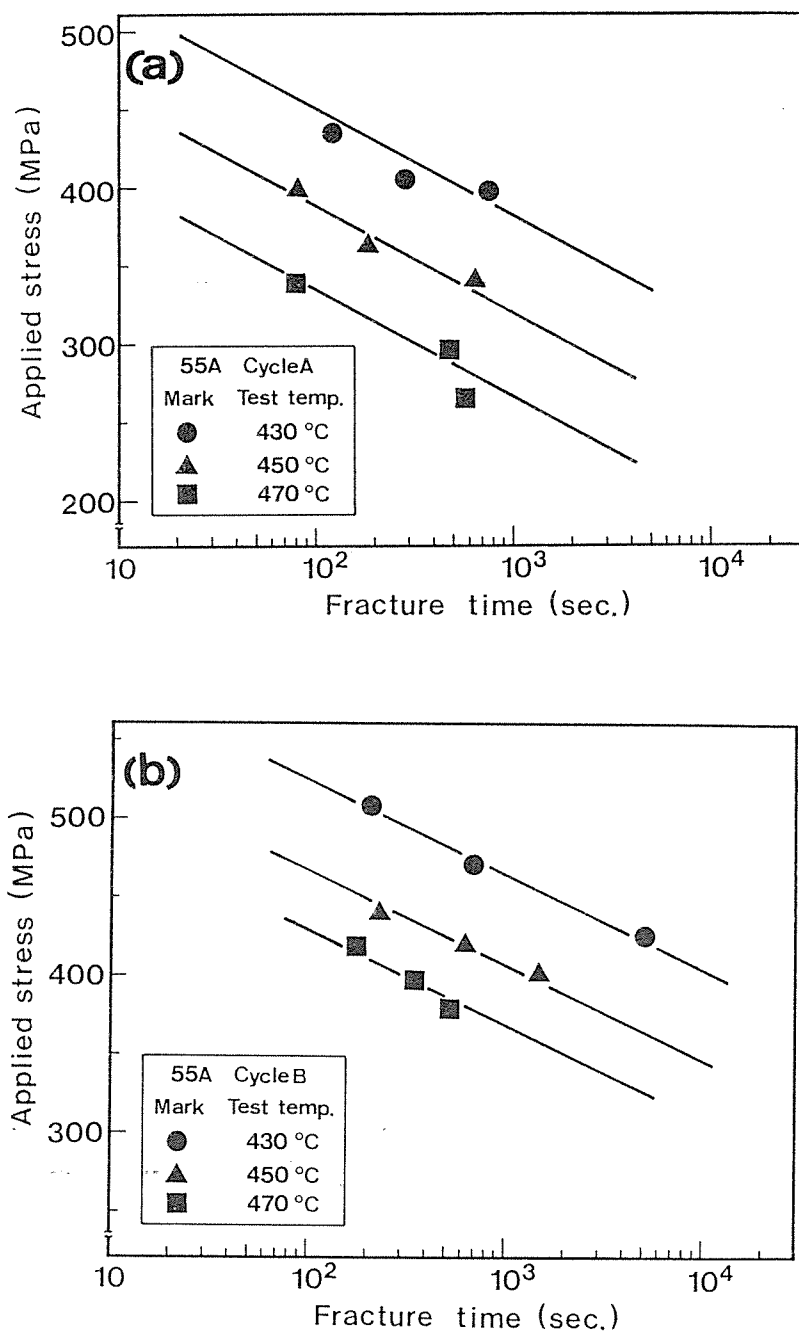 (a)
500
400
300
200
Applied stress (MPa)
55A CycleA
Mark Test temp.
430 °C
450 °C
470 °C
10 10² 10³ 10⁴
Fracture time (sec.)
(b)
500
400
300
Applied stress (MPa)
55A CycleB
Mark Test temp.
430 °C
450 °C
470 °C
10 10² 10³ 10⁴
Fracture time (sec.)